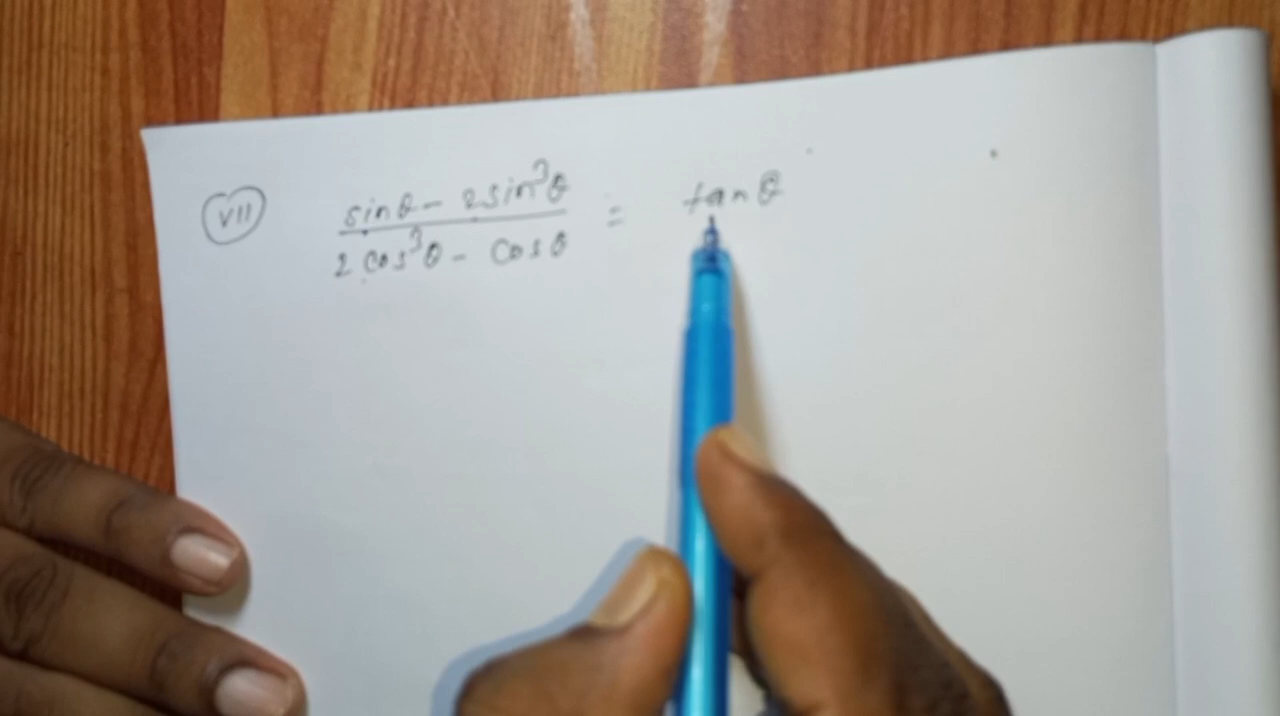 VII sinθ - 2sin³θ = tanθ
2cos³θ - cosθ